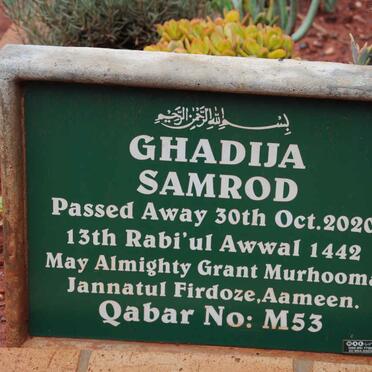 بسم الله الرحمن الرحيم
GHADIJA
SAMROD
Passed Away 30th Oct.2020
13th Rabi'ul Awwal 1442
May Almighty Grant Murhooma
Jannatul Firdoze,Aameen.
Qabar No: M53